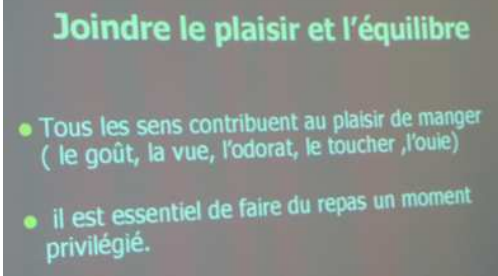 Joindre le plaisir et l'équilibre
● Tous les sens contribuent au plaisir de manger
( le goût, la vue, l'odorat, le toucher ,l'ouie)
● il est essentiel de faire du repas un moment
privilégié.